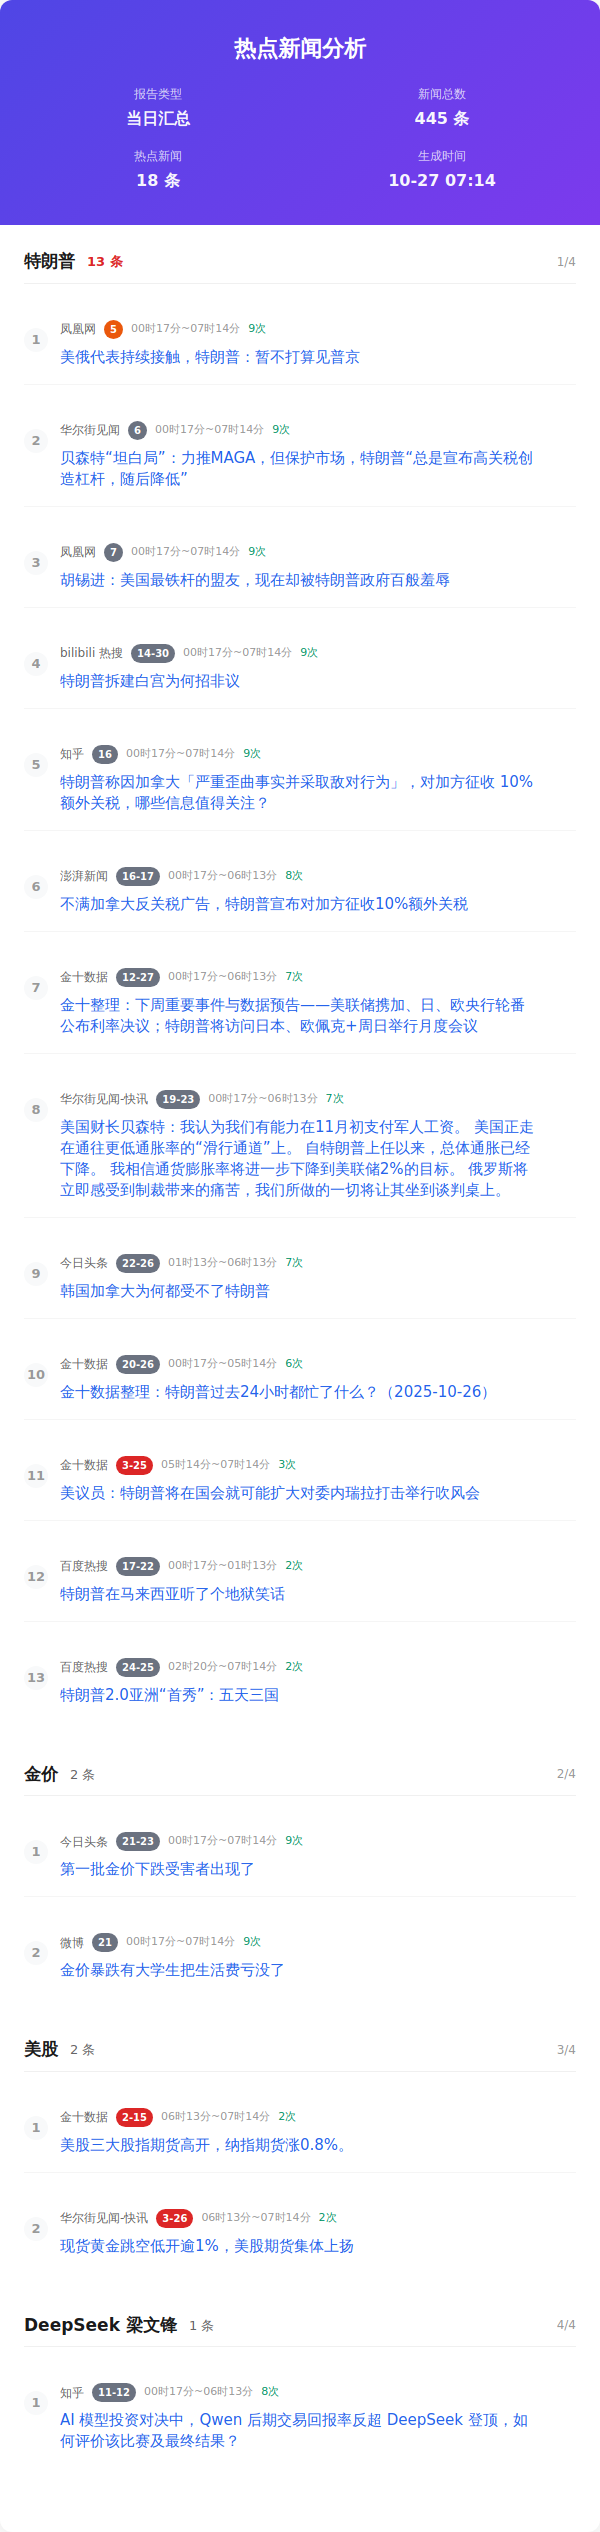 热点新闻分析
报告类型
当日汇总
新闻总数
445 条
热点新闻
18 条
生成时间
10-27 07:14
特朗普 13 条 1/4
1 凤凰网 5 00时17分~07时14分 9次
美俄代表持续接触，特朗普：暂不打算见普京
2 华尔街见闻 6 00时17分~07时14分 9次
贝森特“坦白局”：力推MAGA，但保护市场，特朗普“总是宣布高关税创
造杠杆，随后降低”
3 凤凰网 7 00时17分~07时14分 9次
胡锡进：美国最铁杆的盟友，现在却被特朗普政府百般羞辱
4 bilibili 热搜 14-30 00时17分~07时14分 9次
特朗普拆建白宫为何招非议
5 知乎 16 00时17分~07时14分 9次
特朗普称因加拿大「严重歪曲事实并采取敌对行为」，对加方征收 10%
额外关税，哪些信息值得关注？
6 澎湃新闻 16-17 00时17分~06时13分 8次
不满加拿大反关税广告，特朗普宣布对加方征收10%额外关税
7 金十数据 12-27 00时17分~06时13分 7次
金十整理：下周重要事件与数据预告——美联储携加、日、欧央行轮番
公布利率决议；特朗普将访问日本、欧佩克+周日举行月度会议
8 华尔街见闻-快讯 19-23 00时17分~06时13分 7次
美国财长贝森特：我认为我们有能力在11月初支付军人工资。 美国正走
在通往更低通胀率的“滑行通道”上。 自特朗普上任以来，总体通胀已经
下降。 我相信通货膨胀率将进一步下降到美联储2%的目标。 俄罗斯将
立即感受到制裁带来的痛苦，我们所做的一切将让其坐到谈判桌上。
9 今日头条 22-26 01时13分~06时13分 7次
韩国加拿大为何都受不了特朗普
10 金十数据 20-26 00时17分~05时14分 6次
金十数据整理：特朗普过去24小时都忙了什么？（2025-10-26）
11 金十数据 3-25 05时14分~07时14分 3次
美议员：特朗普将在国会就可能扩大对委内瑞拉打击举行吹风会
12 百度热搜 17-22 00时17分~01时13分 2次
特朗普在马来西亚听了个地狱笑话
13 百度热搜 24-25 02时20分~07时14分 2次
特朗普2.0亚洲“首秀”：五天三国
金价 2 条 2/4
1 今日头条 21-23 00时17分~07时14分 9次
第一批金价下跌受害者出现了
2 微博 21 00时17分~07时14分 9次
金价暴跌有大学生把生活费亏没了
美股 2 条 3/4
1 金十数据 2-15 06时13分~07时14分 2次
美股三大股指期货高开，纳指期货涨0.8%。
2 华尔街见闻-快讯 3-26 06时13分~07时14分 2次
现货黄金跳空低开逾1%，美股期货集体上扬
DeepSeek 梁文锋 1 条 4/4
1 知乎 11-12 00时17分~06时13分 8次
AI 模型投资对决中，Qwen 后期交易回报率反超 DeepSeek 登顶，如
何评价该比赛及最终结果？